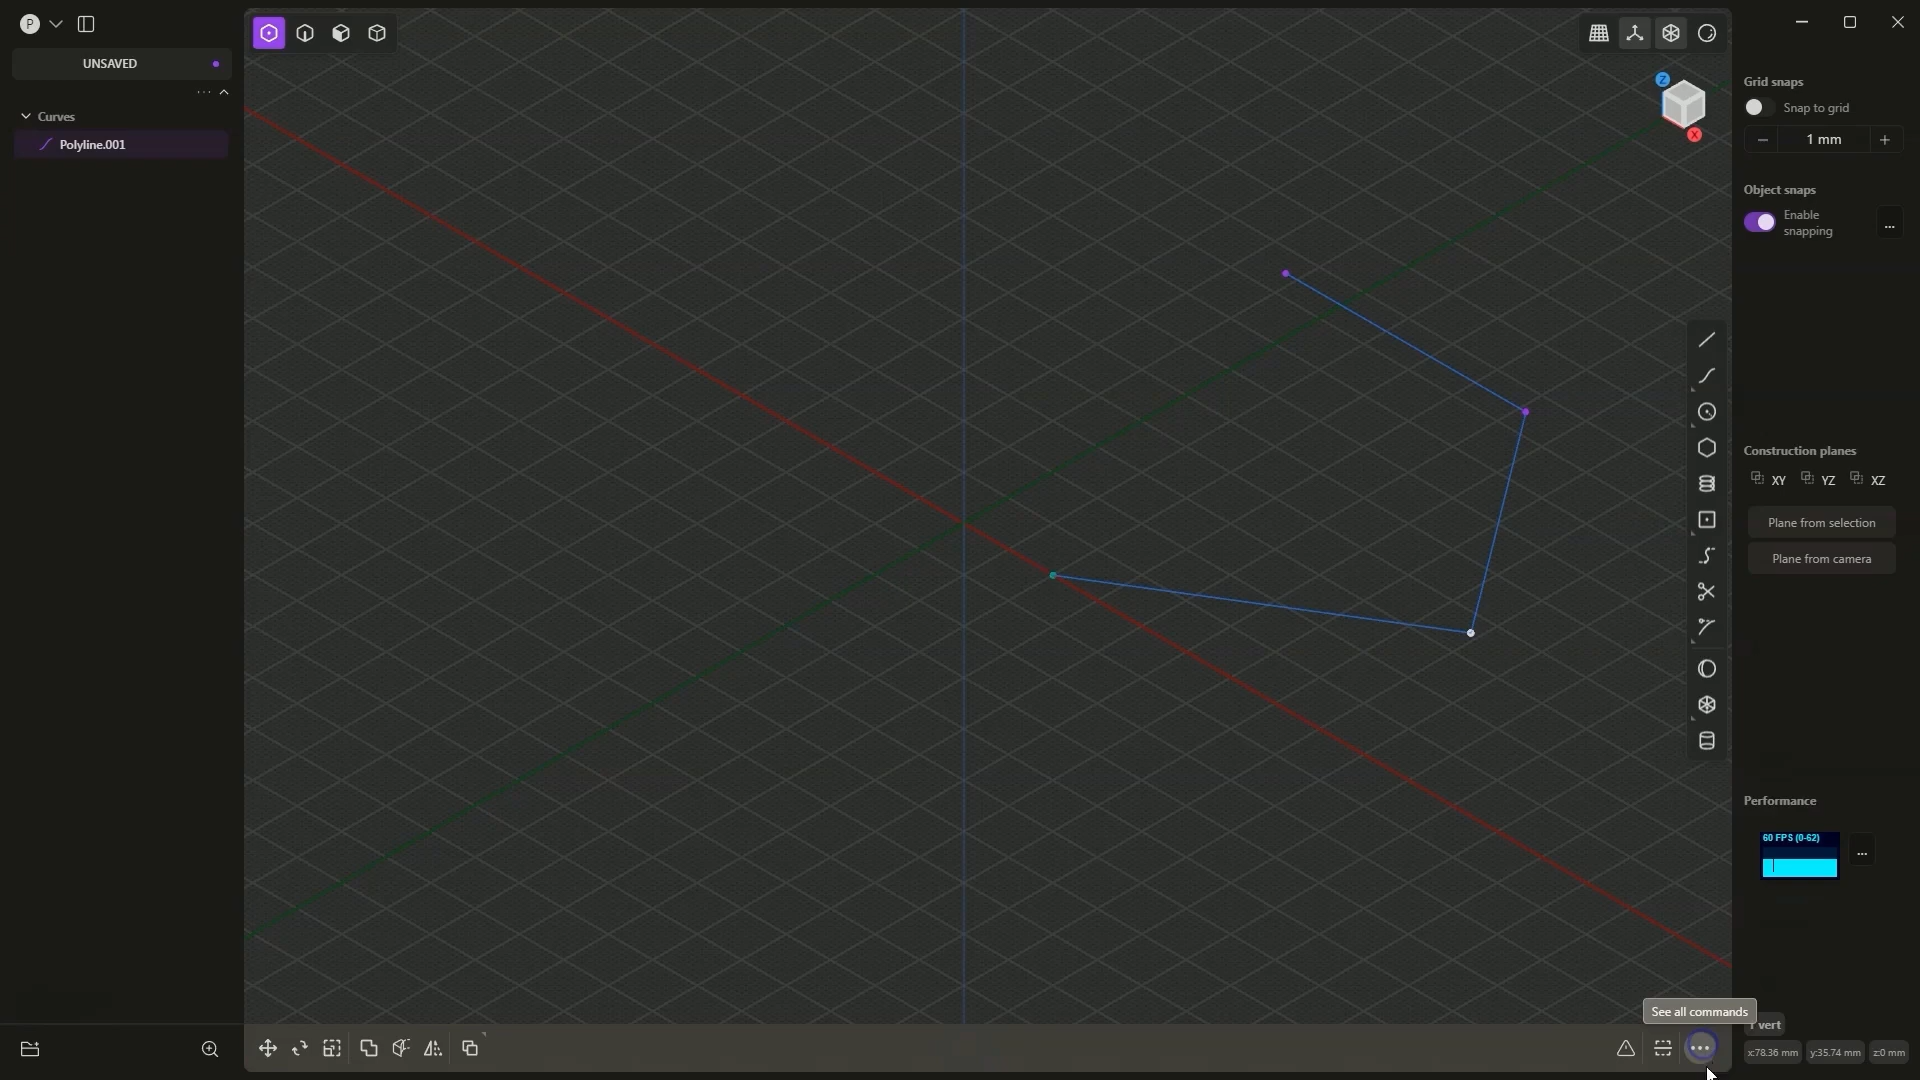 P
UNSAVED
...
Curves
Polyline.001
Z
X
Grid snaps
Snap to grid
1 mm
Object snaps
Enable
snapping
...
Construction planes
XY YZ XZ
Plane from selection
Plane from camera
Performance
60 FPS (0-62)
...
See all commands
1 vert
x:78.36 mm y:35.74 mm z:0 mm